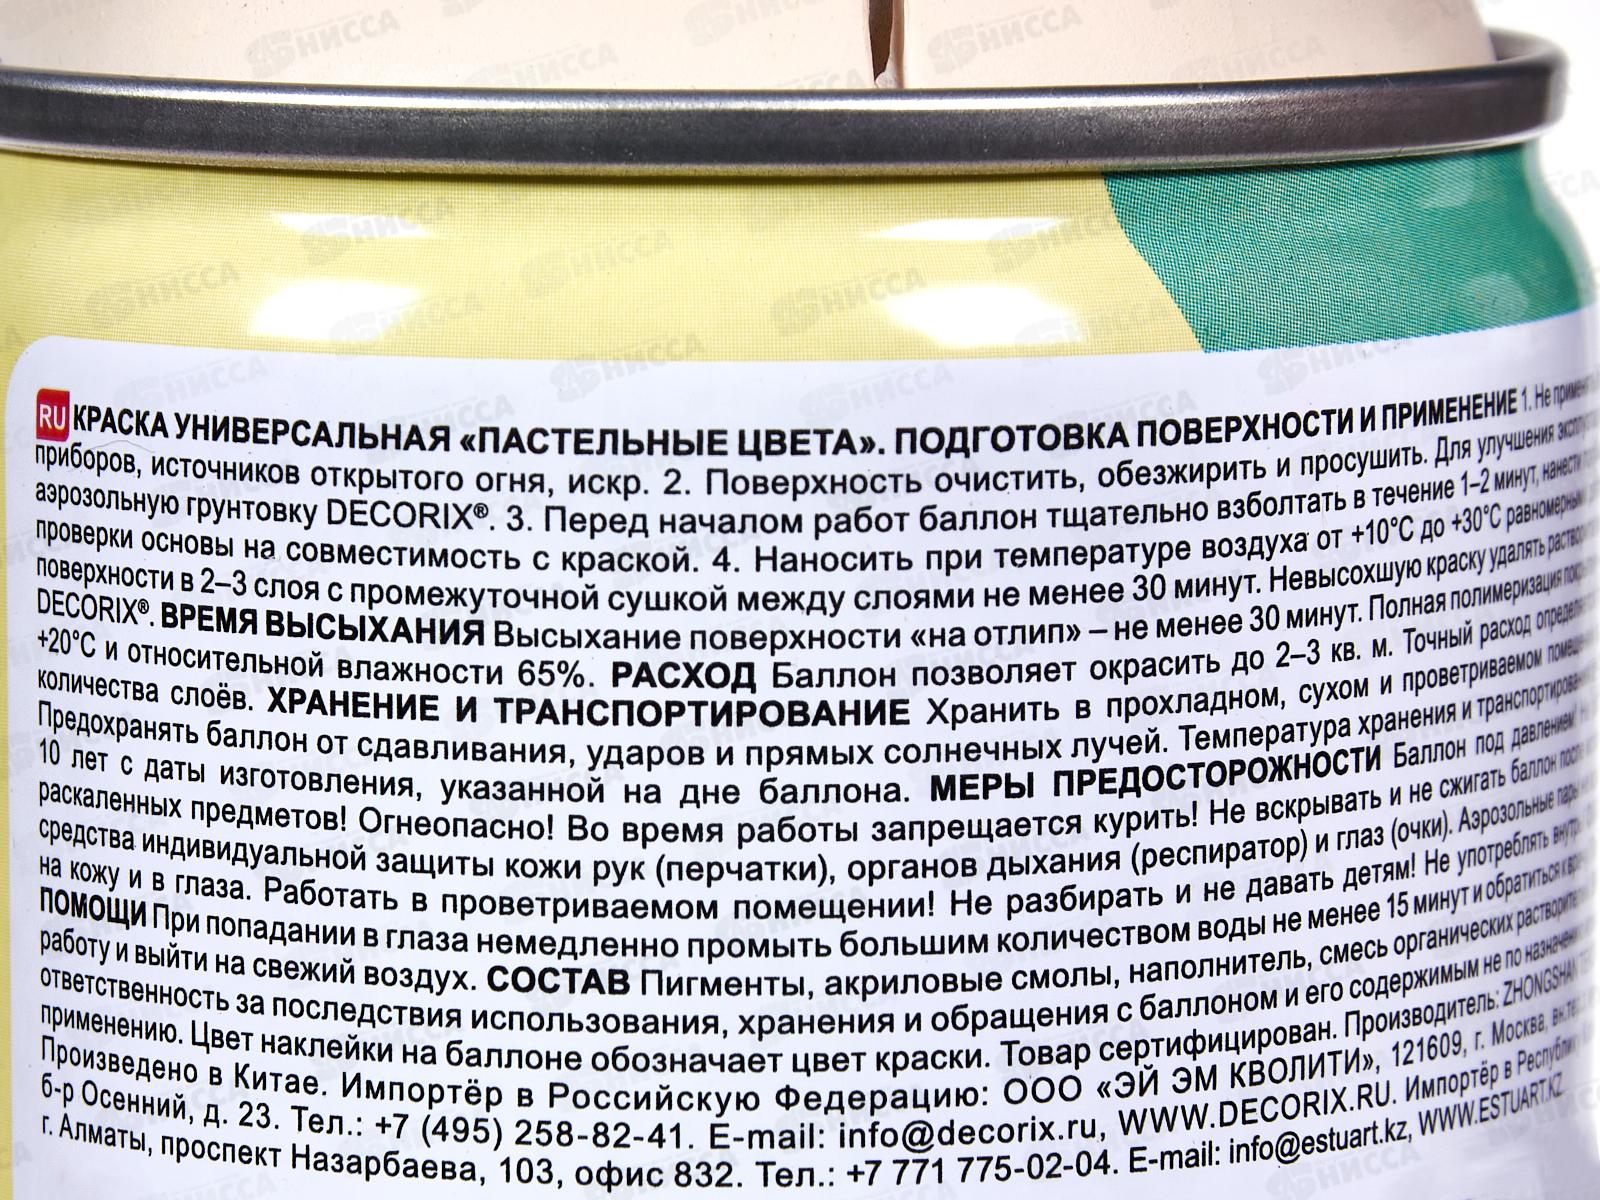 RU КРАСКА УНИВЕРСАЛЬНАЯ «ПАСТЕЛЬНЫЕ ЦВЕТА». ПОДГОТОВКА ПОВЕРХНОСТИ И ПРИМЕНЕНИЕ 1. Не
приборов, источников открытого огня, искр. 2. Поверхность очистить, обезжирить и просушить. Для улучшения
аэрозольную грунтовку DECORIX®. 3. Перед началом работ баллон тщательно взболтать в течение 1–2 минут, нанести
проверки основы на совместимость с краской. 4. Наносить при температуре воздуха от +10°C до +30°C
поверхности в 2–3 слоя с промежуточной сушкой между слоями не менее 30 минут. Невысохшую краску удалять
DECORIX®. ВРЕМЯ ВЫСЫХАНИЯ Высыхание поверхности «на отлип» – не менее 30 минут. Полная полимеризация
+20°C и относительной влажности 65%. РАСХОД Баллон позволяет окрасить до 2–3 кв. м. Точный расход
количества слоёв. ХРАНЕНИЕ И ТРАНСПОРТИРОВАНИЕ Хранить в прохладном, сухом и проветриваемом
Предохранять баллон от сдавливания, ударов и прямых солнечных лучей. Температура хранения и
10 лет с даты изготовления, указанной на дне баллона. МЕРЫ ПРЕДОСТОРОЖНОСТИ Баллон под давлением!
раскаленных предметов! Огнеопасно! Во время работы запрещается курить! Не вскрывать и не сжигать баллон
средства индивидуальной защиты кожи рук (перчатки), органов дыхания (респиратор) и глаз (очки). Аэрозольные
на кожу и в глаза. Работать в проветриваемом помещении! Не разбирать и не давать детям! Не употреблять
ПОМОЩИ При попадании в глаза немедленно промыть большим количеством воды не менее 15 минут и обратиться к
работу и выйти на свежий воздух. СОСТАВ Пигменты, акриловые смолы, наполнитель, смесь органических
ответственность за последствия использования, хранения и обращения с баллоном и его содержимым не по
применению. Цвет наклейки на баллоне обозначает цвет краски. Товар сертифицирован. Производитель: ZHONGSHAN
Произведено в Китае. Импортёр в Российскую Федерацию: ООО «ЭЙ ЭМ КВОЛИТИ», 121609, г. Москва,
б-р Осенний, д. 23. Тел.: +7 (495) 258-82-41. E-mail: info@decorix.ru, WWW.DECORIX.RU. Импортёр в
г. Алматы, проспект Назарбаева, 103, офис 832. Тел.: +7 771 775-02-04. E-mail: info@estuart.kz, WWW.ESTUART.KZ